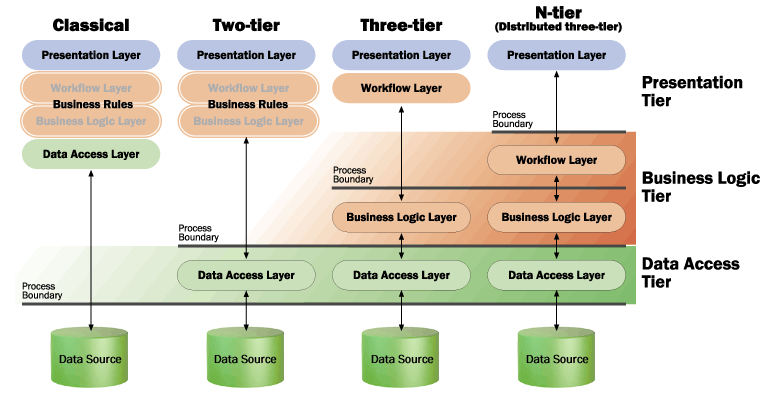 Classical
Two-tier
Three-tier
N-tier
(Distributed three-tier)
Presentation Layer
Presentation Layer
Presentation Layer
Presentation Layer
Presentation
Tier
Workflow Layer
Business Rules
Business Logic Layer
Workflow Layer
Business Rules
Business Logic Layer
Workflow Layer
Process
Boundary
Data Access Layer
Workflow Layer
Process
Boundary
Business Logic
Tier
Business Logic Layer
Business Logic Layer
Process
Boundary
Data Access Layer
Data Access Layer
Data Access Layer
Data Access
Tier
Process
Boundary
Data Source
Data Source
Data Source
Data Source